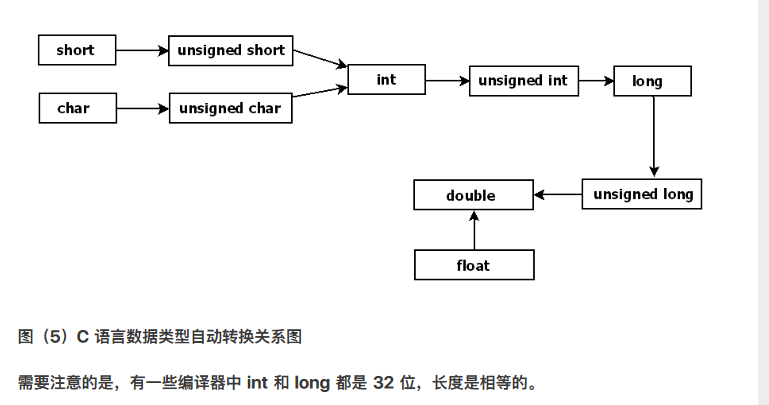 short
unsigned short
int
unsigned int
long
char
unsigned char
double
unsigned long
float
图（5）C 语言数据类型自动转换关系图
需要注意的是，有一些编译器中 int 和 long 都是 32 位，长度是相等的。